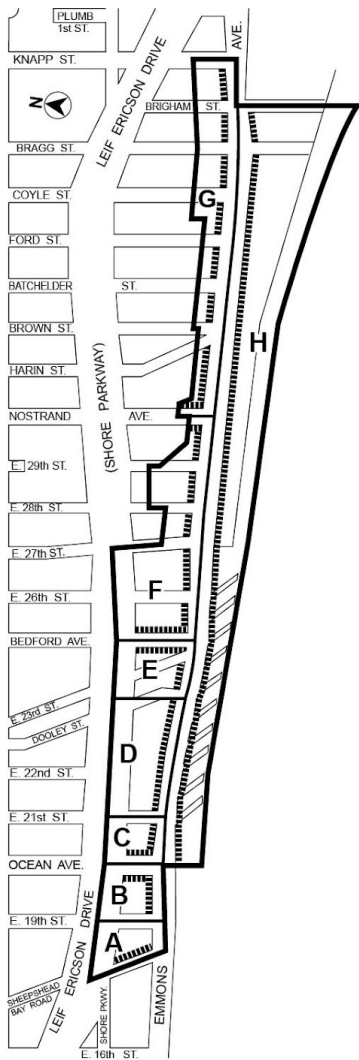 PLUMB
1st ST.
KNAPP ST.
AVE.
LEIF ERICSON DRIVE
N
BRIGHAM ST.
BRAGG ST.
COYLE ST.
G
FORD ST.
BATCHELDER ST.
BROWN ST.
H
HARIN ST.
(SHORE PARKWAY)
NOSTRAND AVE.
E. 29th ST.
E. 28th ST.
E. 27th ST.
E. 26th ST.
F
BEDFORD AVE.
E
E. 23rd ST.
DOOLEY ST.
D
E. 22nd ST.
E. 21st ST.
C
OCEAN AVE.
B
E. 19th ST.
A
LEIF ERICSON DRIVE
SHEEPSHEAD
BAY ROAD
SHORE PKWY.
EMMONS
E. 16th ST.